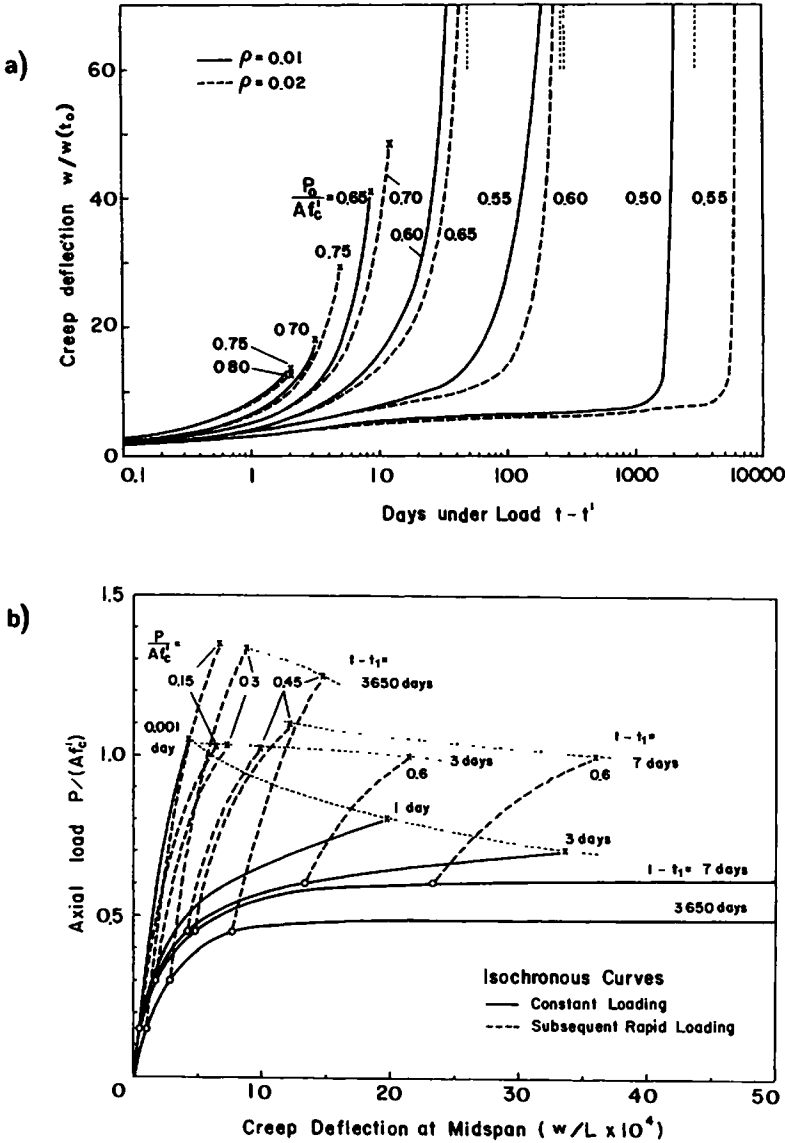 a)
60
40
20
0
Creep deflection w/w(t₀)
ρ = 0.01
ρ = 0.02
P₀/Af'c = 0.65
0.70
0.60
0.65
0.55
0.60
0.50
0.55
0.75
0.70
0.75
0.80
0.1
1
10
100
1000
10000
Days under Load t - t'
b)
1.5
1.0
0.5
0
Axial load P/(Af'c)
P/Af'c =
0.15
0.3
0.45
t - t₁ =
3650 days
0.001
day
0.6
3 days
t - t₁ =
7 days
0.6
1 day
3 days
t - t₁ = 7 days
3650 days
Isochronous Curves
Constant Loading
Subsequent Rapid Loading
10
20
30
40
50
Creep Deflection at Midspan (w/L x10⁴)